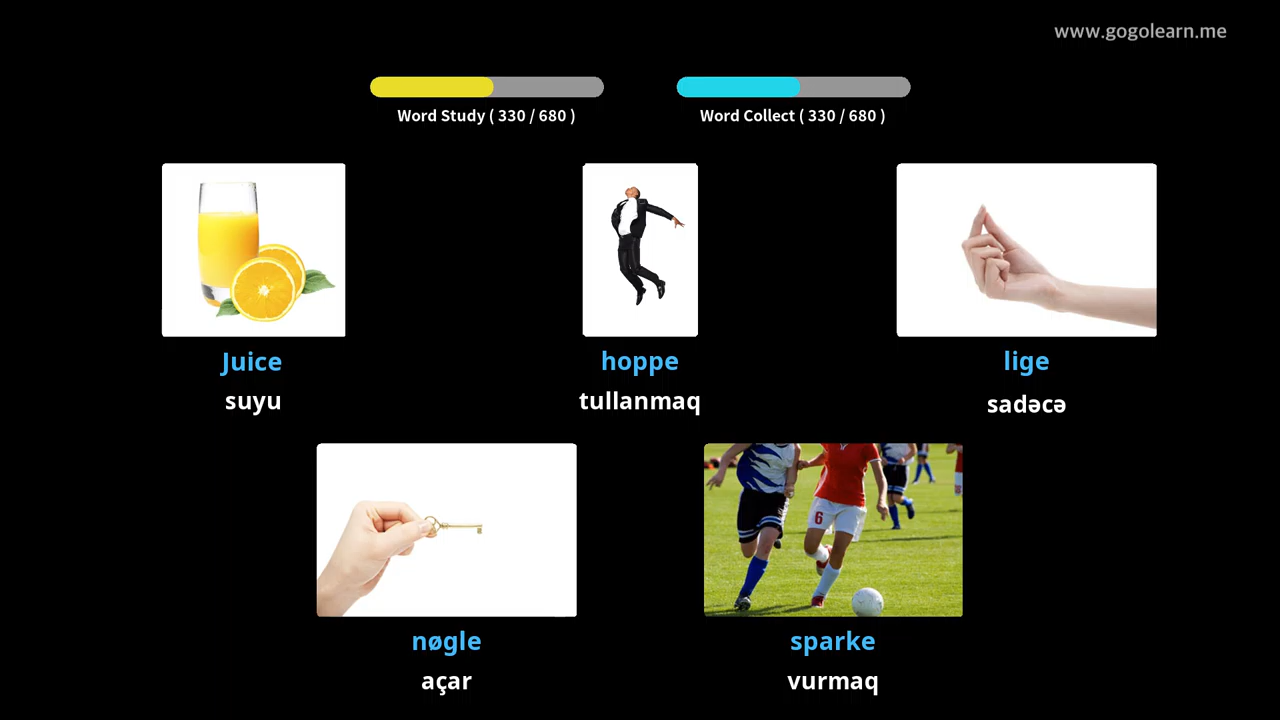 www.gogolearn.me
Word Study ( 330 / 680 )
Word Collect ( 330 / 680 )
Juice
suyu
hoppe
tullanmaq
lige
sadəcə
6
nøgle
açar
sparke
vurmaq